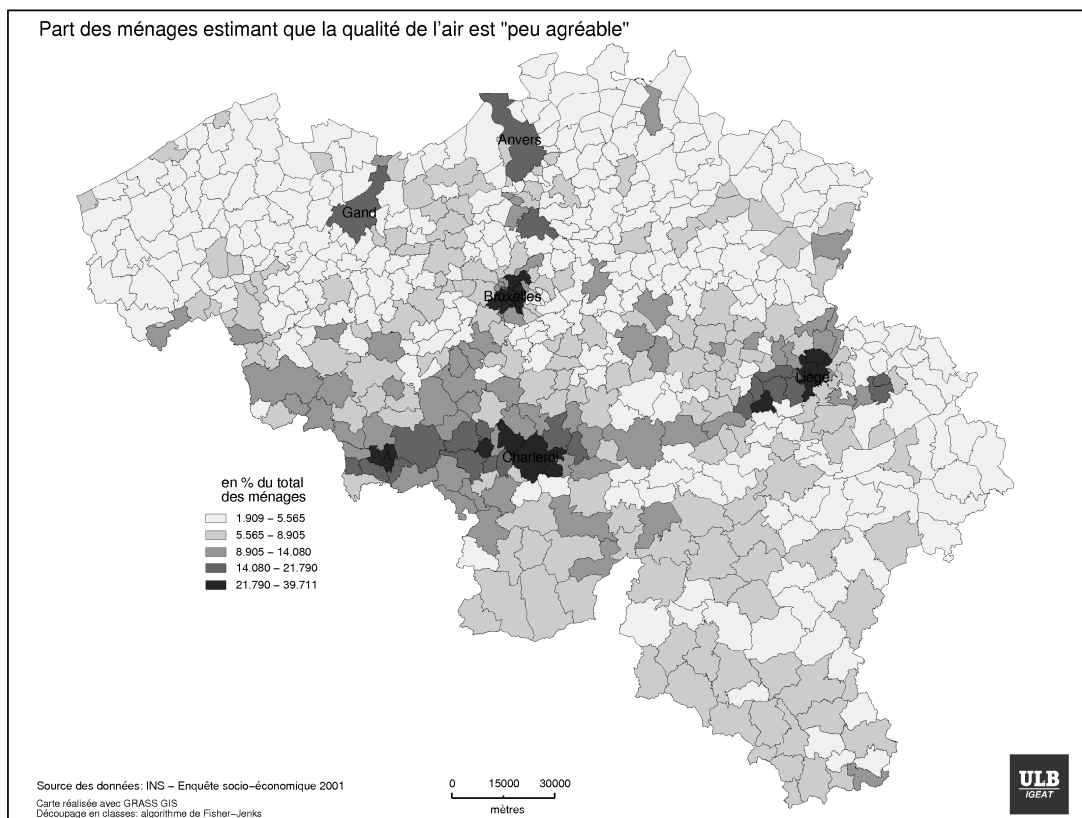 Part des ménages estimant que la qualité de l'air est "peu agréable"
Anvers
Gand
Bruxelles
Liège
Charleroi
en % du total
des ménages
1.909 – 5.565
5.565 – 8.905
8.905 – 14.080
14.080 – 21.790
21.790 – 39.711
Source des données: INS – Enquête socio–économique 2001
Carte réalisée avec GRASS GIS
Découpage en classes: algorithme de Fisher–Jenks
0 15000 30000
mètres
ULB
IGEAT